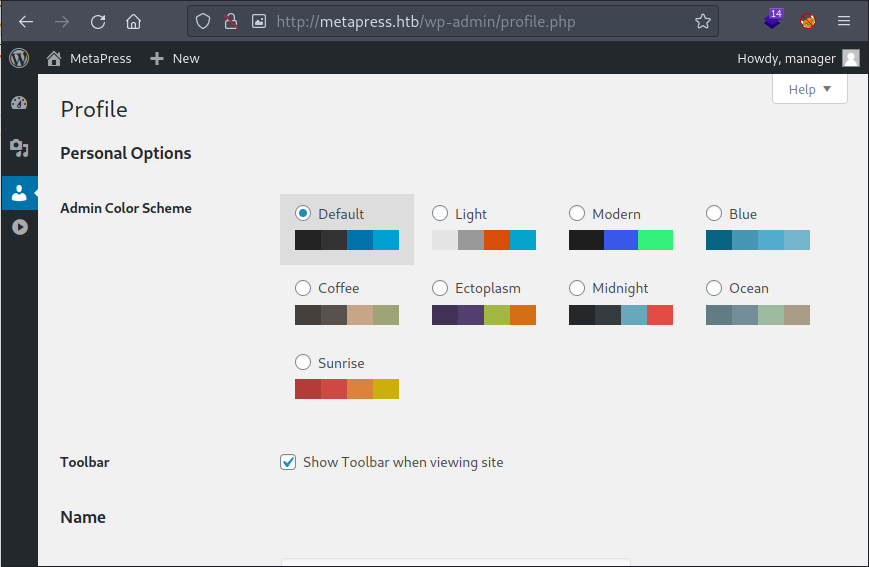 14
http://metapress.htb/wp-admin/profile.php
MetaPress
New
Howdy, manager
Help
Profile
Personal Options
Admin Color Scheme
Default
Light
Modern
Blue
Coffee
Ectoplasm
Midnight
Ocean
Sunrise
Toolbar
Show Toolbar when viewing site
Name